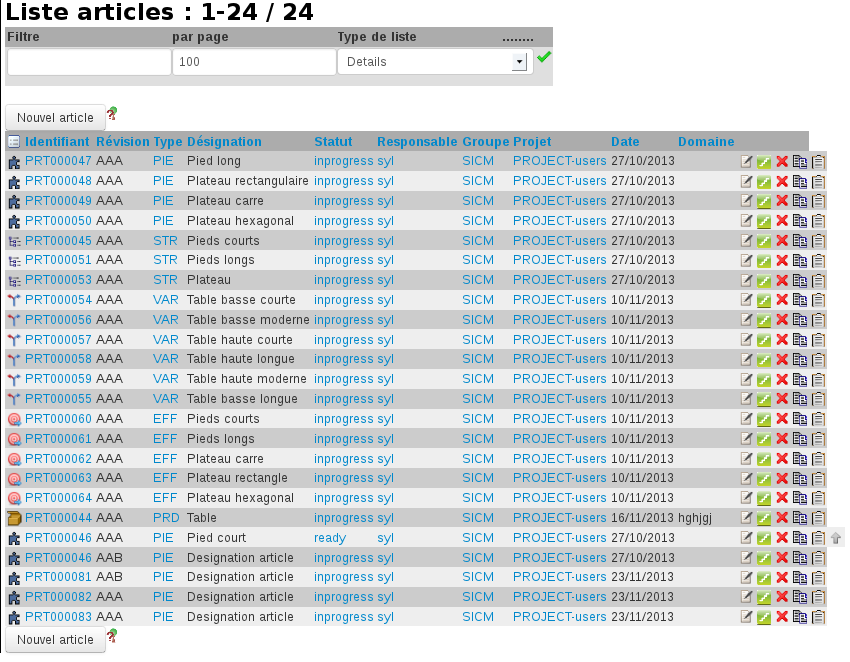 Liste articles : 1-24 / 24
Filtre par page Type de liste ........
100 Details
Nouvel article
Identifiant Révision Type Désignation Statut Responsable Groupe Projet Date Domaine
PRT000047 AAA PIE Pied long inprogress syl SICM PROJECT-users 27/10/2013
PRT000048 AAA PIE Plateau rectangulaire inprogress syl SICM PROJECT-users 27/10/2013
PRT000049 AAA PIE Plateau carre inprogress syl SICM PROJECT-users 27/10/2013
PRT000050 AAA PIE Plateau hexagonal inprogress syl SICM PROJECT-users 27/10/2013
PRT000045 AAA STR Pieds courts inprogress syl SICM PROJECT-users 27/10/2013
PRT000051 AAA STR Pieds longs inprogress syl SICM PROJECT-users 27/10/2013
PRT000053 AAA STR Plateau inprogress syl SICM PROJECT-users 27/10/2013
PRT000054 AAA VAR Table basse courte inprogress syl SICM PROJECT-users 10/11/2013
PRT000056 AAA VAR Table basse moderne inprogress syl SICM PROJECT-users 10/11/2013
PRT000057 AAA VAR Table haute courte inprogress syl SICM PROJECT-users 10/11/2013
PRT000058 AAA VAR Table haute longue inprogress syl SICM PROJECT-users 10/11/2013
PRT000059 AAA VAR Table haute moderne inprogress syl SICM PROJECT-users 10/11/2013
PRT000055 AAA VAR Table basse longue inprogress syl SICM PROJECT-users 10/11/2013
PRT000060 AAA EFF Pieds courts inprogress syl SICM PROJECT-users 10/11/2013
PRT000061 AAA EFF Pieds longs inprogress syl SICM PROJECT-users 10/11/2013
PRT000062 AAA EFF Plateau carre inprogress syl SICM PROJECT-users 10/11/2013
PRT000063 AAA EFF Plateau rectangle inprogress syl SICM PROJECT-users 10/11/2013
PRT000064 AAA EFF Plateau hexagonal inprogress syl SICM PROJECT-users 10/11/2013
PRT000044 AAA PRD Table inprogress syl SICM PROJECT-users 16/11/2013 hghjgj
PRT000046 AAA PIE Pied court ready syl SICM PROJECT-users 27/10/2013
PRT000046 AAB PIE Designation article inprogress syl SICM PROJECT-users 27/10/2013
PRT000081 AAB PIE Designation article inprogress syl SICM PROJECT-users 23/11/2013
PRT000082 AAA PIE Designation article inprogress syl SICM PROJECT-users 23/11/2013
PRT000083 AAA PIE Designation article inprogress syl SICM PROJECT-users 23/11/2013
Nouvel article